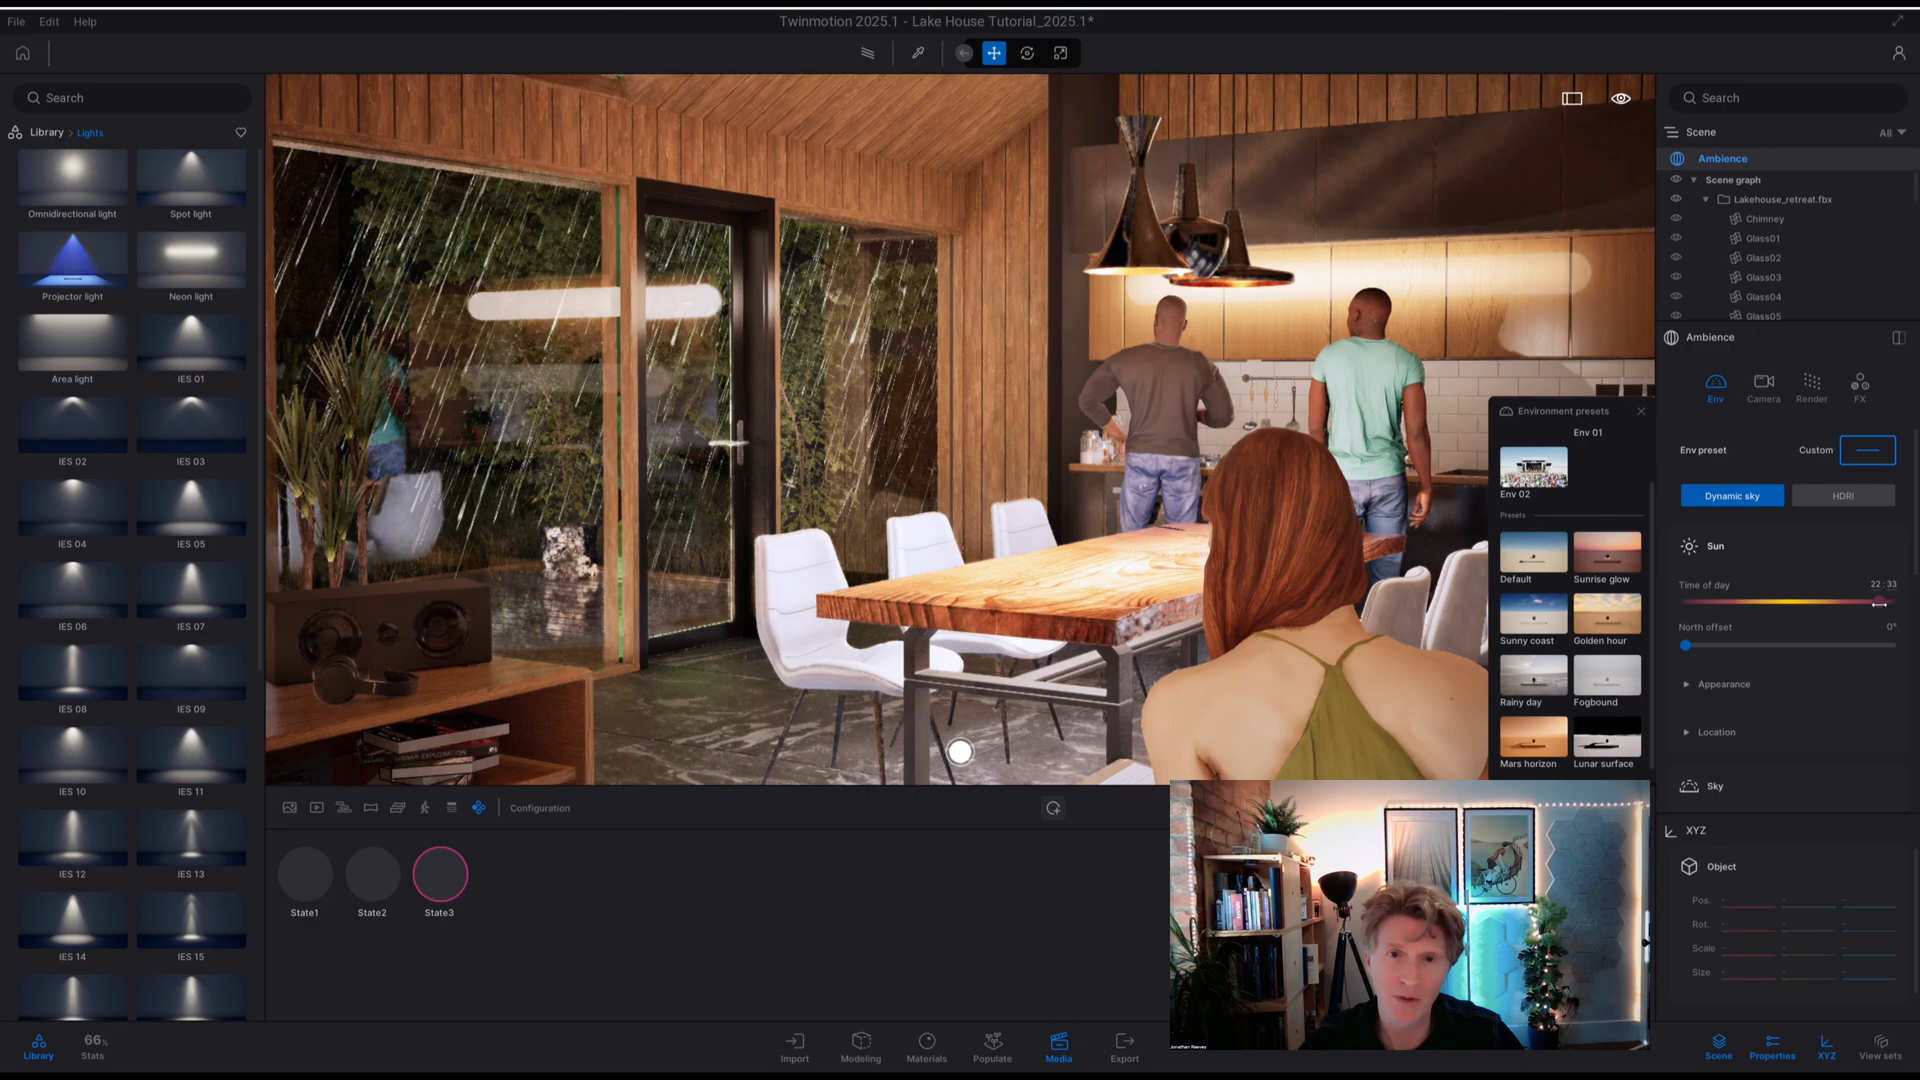 File Edit Help
Twinmotion 2025.1 - Lake House Tutorial_2025.1*
Search
Library > Lights
Omnidirectional light
Spot light
Projector light
Neon light
Area light
IES 01
IES 02
IES 03
IES 04
IES 05
IES 06
IES 07
IES 08
IES 09
IES 10
IES 11
IES 12
IES 13
IES 14
IES 15
URBAN EXPLORATION
Environment presets
Env 01
Env 02
Presets
Default
Sunrise glow
Sunny coast
Golden hour
Rainy day
Fogbound
Mars horizon
Lunar surface
Configuration
State1
State2
State3
Jonathan Reeves
Search
Scene
All
Ambience
Scene graph
Lakehouse_retreat.fbx
Chimney
Glass01
Glass02
Glass03
Glass04
Glass05
Ambience
Env
Camera
Render
FX
Env preset
Custom
Dynamic sky
HDRI
Sun
Time of day
22:33
North offset
0°
Appearance
Location
Sky
XYZ
Object
Pos. - - -
Rot. - - -
Scale - - -
Size - - -
Library
66%
Stats
Import
Modeling
Materials
Populate
Media
Export
Scene
Properties
XYZ
View sets